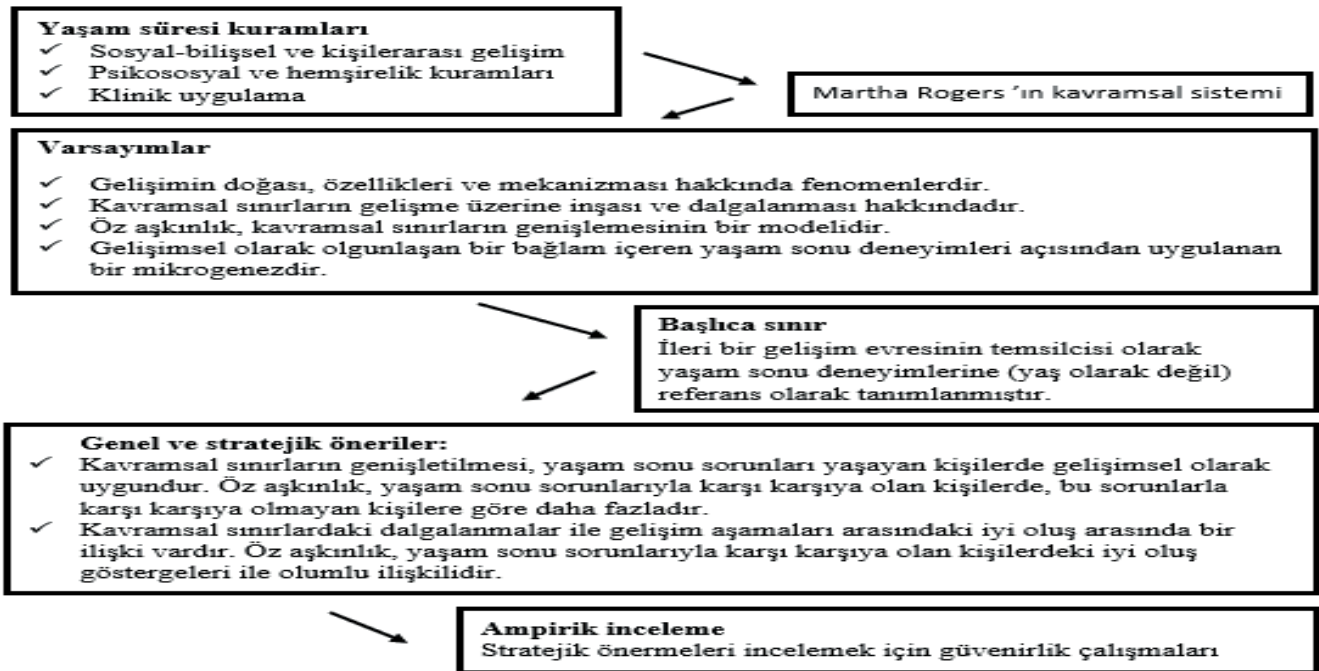 Yaşam süresi kuramları
✓ Sosyal-bilişsel ve kişilerarası gelişim
✓ Psikososyal ve hemşirelik kuramları
✓ Klinik uygulama
Martha Rogers 'ın kavramsal sistemi
Varsayımlar
✓ Gelişimin doğası, özellikleri ve mekanizması hakkında fenomenlerdir.
✓ Kavramsal sınırların gelişme üzerine inşası ve dalgalanması hakkındadır.
✓ Öz aşkınlık, kavramsal sınırların genişlemesinin bir modelidir.
✓ Gelişimsel olarak olgunlaşan bir bağlam içeren yaşam sonu deneyimleri açısından uygulanan
bir mikrogenezdir.
Başlıca sınır
İleri bir gelişim evresinin temsilcisi olarak
yaşam sonu deneyimlerine (yaş olarak değil)
referans olarak tanımlanmıştır.
Genel ve stratejik öneriler:
✓ Kavramsal sınırların genişletilmesi, yaşam sonu sorunları yaşayan kişilerde gelişimsel olarak
uygundur. Öz aşkınlık, yaşam sonu sorunlarıyla karşı karşıya olan kişilerde, bu sorunlarla
karşı karşıya olmayan kişilere göre daha fazladır.
✓ Kavramsal sınırlardaki dalgalanmalar ile gelişim aşamaları arasındaki iyi oluş arasında bir
ilişki vardır. Öz aşkınlık, yaşam sonu sorunlarıyla karşı karşıya olan kişilerdeki iyi oluş
göstergeleri ile olumlu ilişkilidir.
Ampirik inceleme
Stratejik önermeleri incelemek için güvenirlik çalışmaları